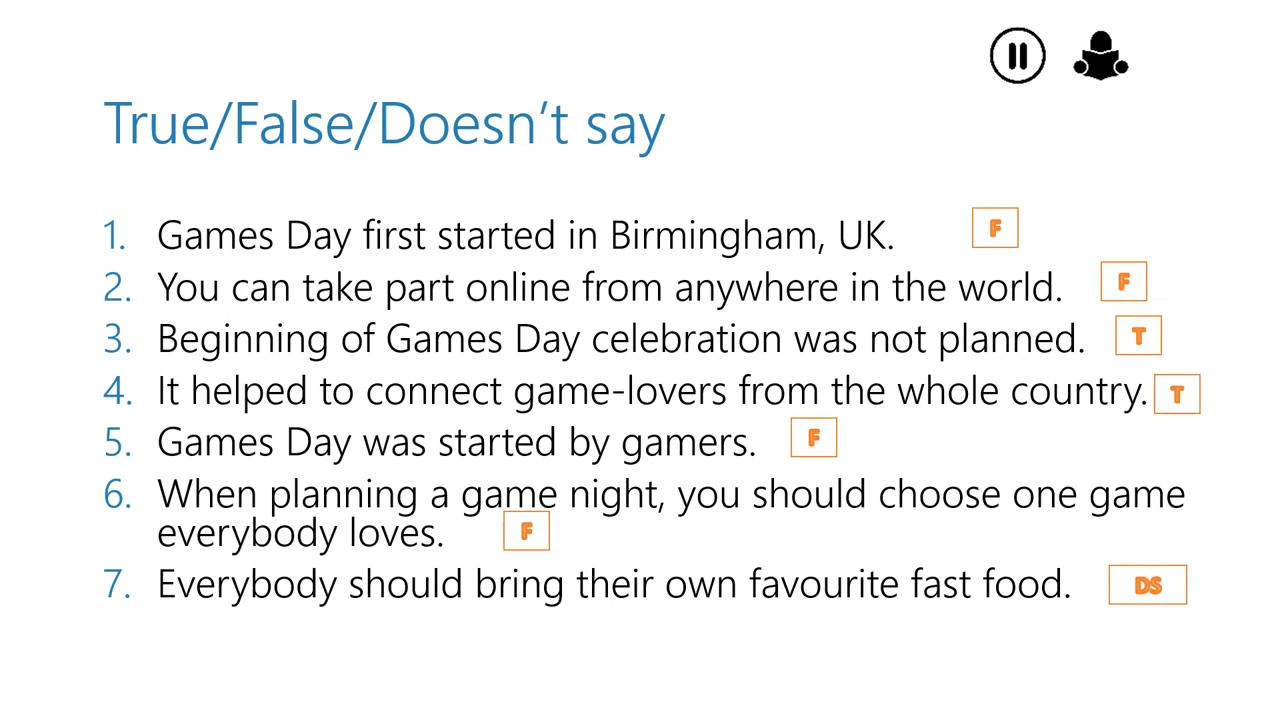 True/False/Doesn't say
1. Games Day first started in Birmingham, UK. F
2. You can take part online from anywhere in the world. F
3. Beginning of Games Day celebration was not planned. T
4. It helped to connect game-lovers from the whole country. T
5. Games Day was started by gamers. F
6. When planning a game night, you should choose one game
everybody loves. F
7. Everybody should bring their own favourite fast food. DS